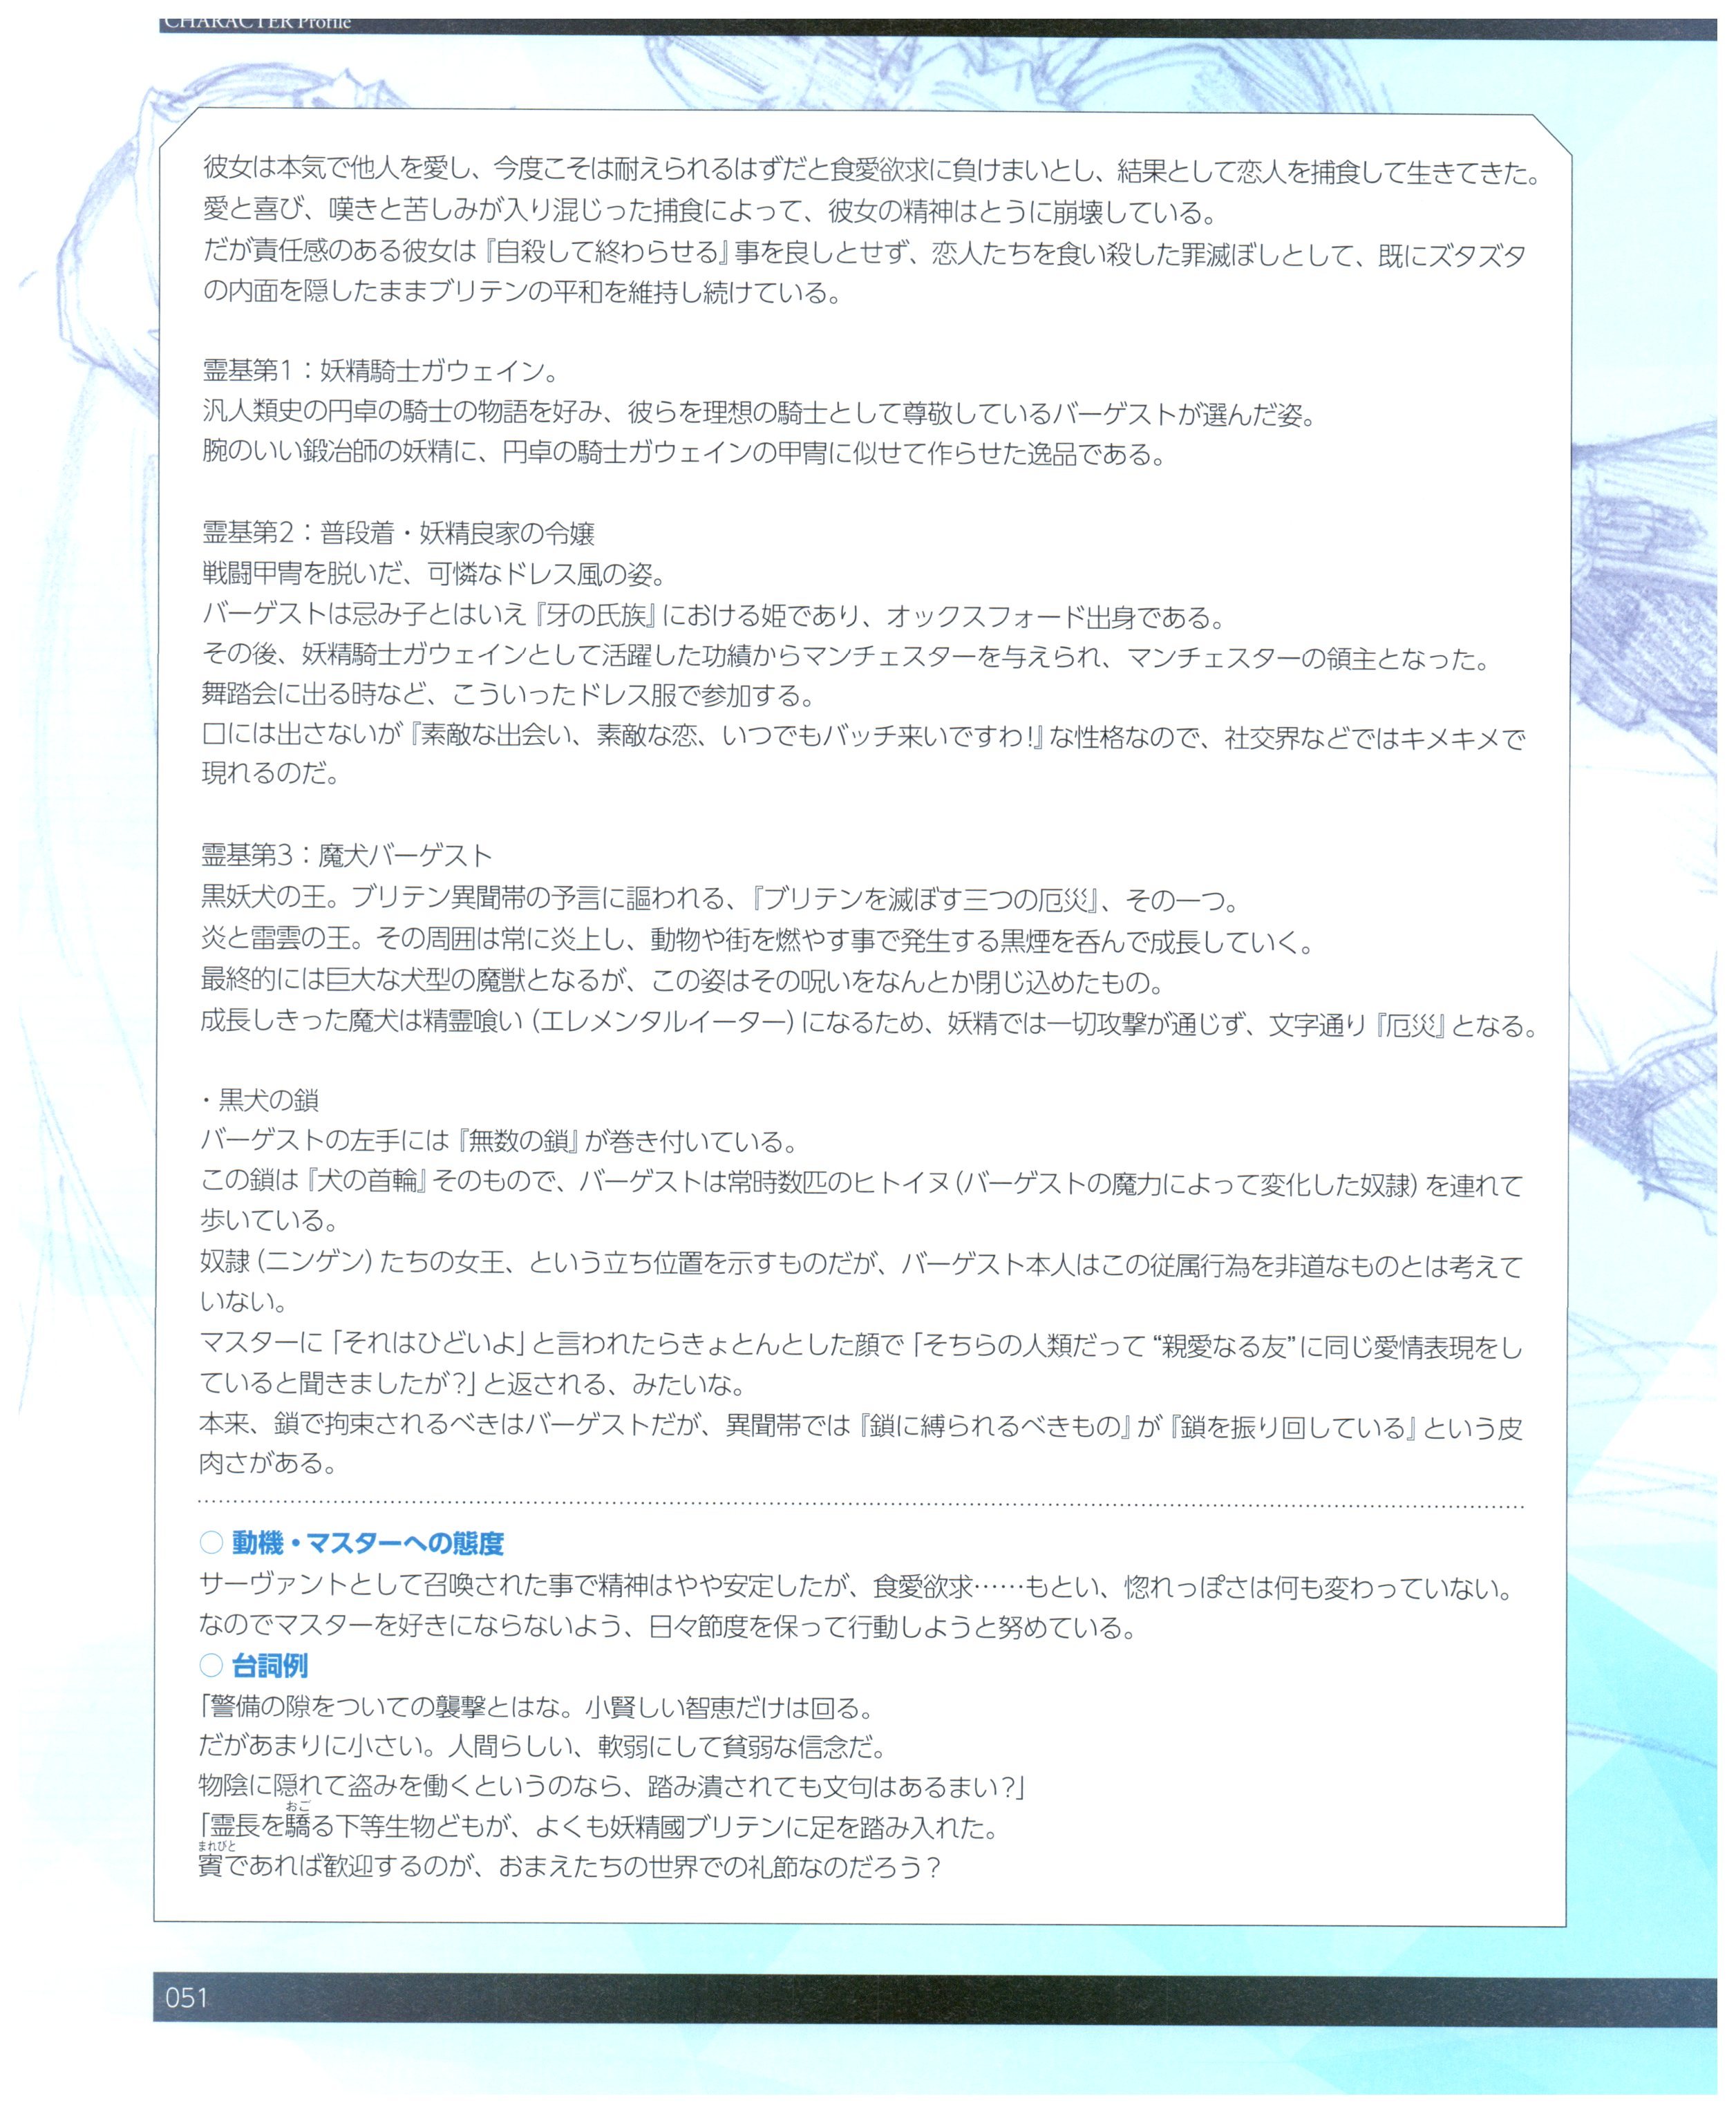 CHARACTER Profile
彼女は本気で他人を愛し、今度こそは耐えられるはずだと食愛欲求に負けまいとし、結果として恋人を捕食して生きてきた。
愛と喜び、嘆きと苦しみが入り混じった捕食によって、彼女の精神はとうに崩壊している。
だが責任感のある彼女は『自殺して終わらせる』事を良しとせず、恋人たちを食い殺した罪滅ぼしとして、既にズタズタ
の内面を隠したままブリテンの平和を維持し続けている。
霊基第1：妖精騎士ガウェイン。
汎人類史の円卓の騎士の物語を好み、彼らを理想の騎士として尊敬しているバーゲストが選んだ姿。
腕のいい鍛冶師の妖精に、円卓の騎士ガウェインの甲冑に似せて作らせた逸品である。
霊基第2：普段着・妖精良家の令嬢
戦闘甲冑を脱いだ、可憐なドレス風の姿。
バーゲストは忌み子とはいえ『牙の氏族』における姫であり、オックスフォード出身である。
その後、妖精騎士ガウェインとして活躍した功績からマンチェスターを与えられ、マンチェスターの領主となった。
舞踏会に出る時など、こういったドレス服で参加する。
口には出さないが『素敵な出会い、素敵な恋、いつでもバッチ来いですわ！』な性格なので、社交界などではキメキメで
現れるのだ。
霊基第3：魔犬バーゲスト
黒妖犬の王。ブリテン異聞帯の予言に謳われる、『ブリテンを滅ぼす三つの厄災』、その一つ。
炎と雷雲の王。その周囲は常に炎上し、動物や街を燃やす事で発生する黒煙を呑んで成長していく。
最終的には巨大な犬型の魔獣となるが、この姿はその呪いをなんとか閉じ込めたもの。
成長しきった魔犬は精霊喰い（エレメンタルイーター）になるため、妖精では一切攻撃が通じず、文字通り『厄災』となる。
・黒犬の鎖
バーゲストの左手には『無数の鎖』が巻き付いている。
この鎖は『犬の首輪』そのもので、バーゲストは常時数匹のヒトイヌ（バーゲストの魔力によって変化した奴隷）を連れて
歩いている。
奴隷（ニンゲン）たちの女王、という立ち位置を示すものだが、バーゲスト本人はこの従属行為を非道なものとは考えて
いない。
マスターに「それはひどいよ」と言われたらきょとんとした顔で「そちらの人類だって“親愛なる友”に同じ愛情表現をし
ていると聞きましたが？」と返される、みたいな。
本来、鎖で拘束されるべきはバーゲストだが、異聞帯では『鎖に縛られるべきもの』が『鎖を振り回している』という皮
肉さがある。
○ 動機・マスターへの態度
サーヴァントとして召喚された事で精神はやや安定したが、食愛欲求……もとい、惚れっぽさは何も変わっていない。
なのでマスターを好きにならないよう、日々節度を保って行動しようと努めている。
○ 台詞例
「警備の隙をついての襲撃とはな。小賢しい智恵だけは回る。
だがあまりに小さい。人間らしい、軟弱にして貧弱な信念だ。
物陰に隠れて盗みを働くというのなら、踏み潰されても文句はあるまい？」
おご
「霊長を驕る下等生物どもが、よくも妖精國ブリテンに足を踏み入れた。
まれびと
賓であれば歓迎するのが、おまえたちの世界での礼節なのだろう？
051